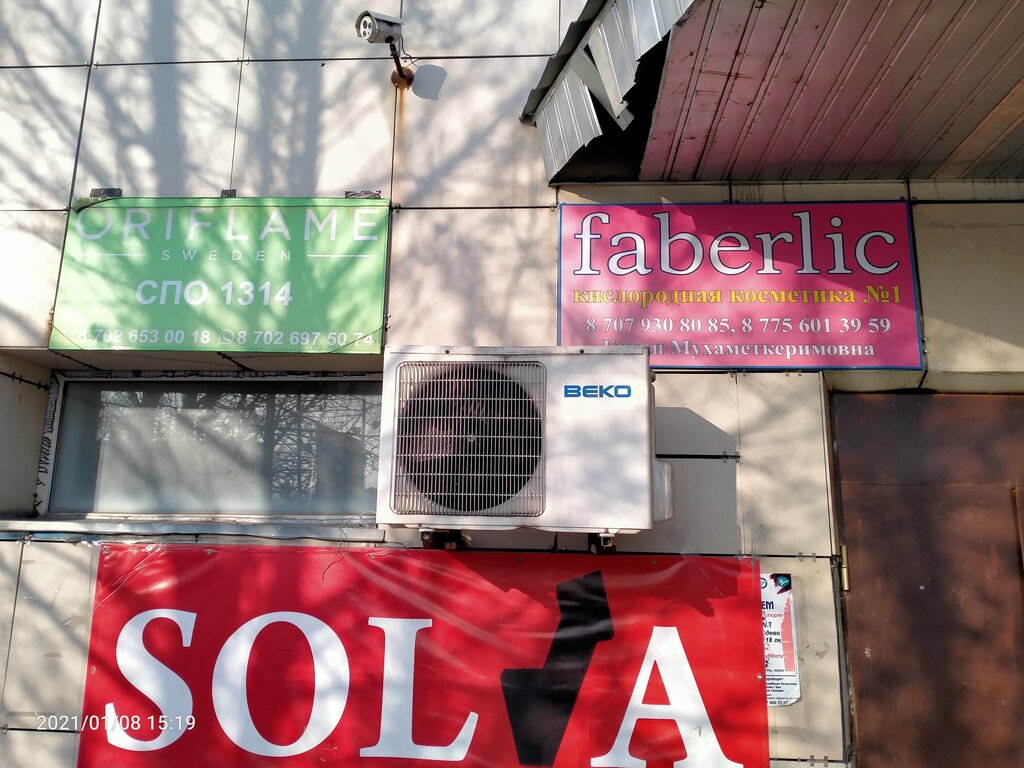 ORIFLAME
SWEDEN
СПО 1314
702 653 00 18 8 702 697 50 74
faberlic
кислородная косметика №1
8 707 930 80 85, 8 775 601 39 59
Мухаметкеримовна
BEKO
SOLVA
2021/01/08 15:19